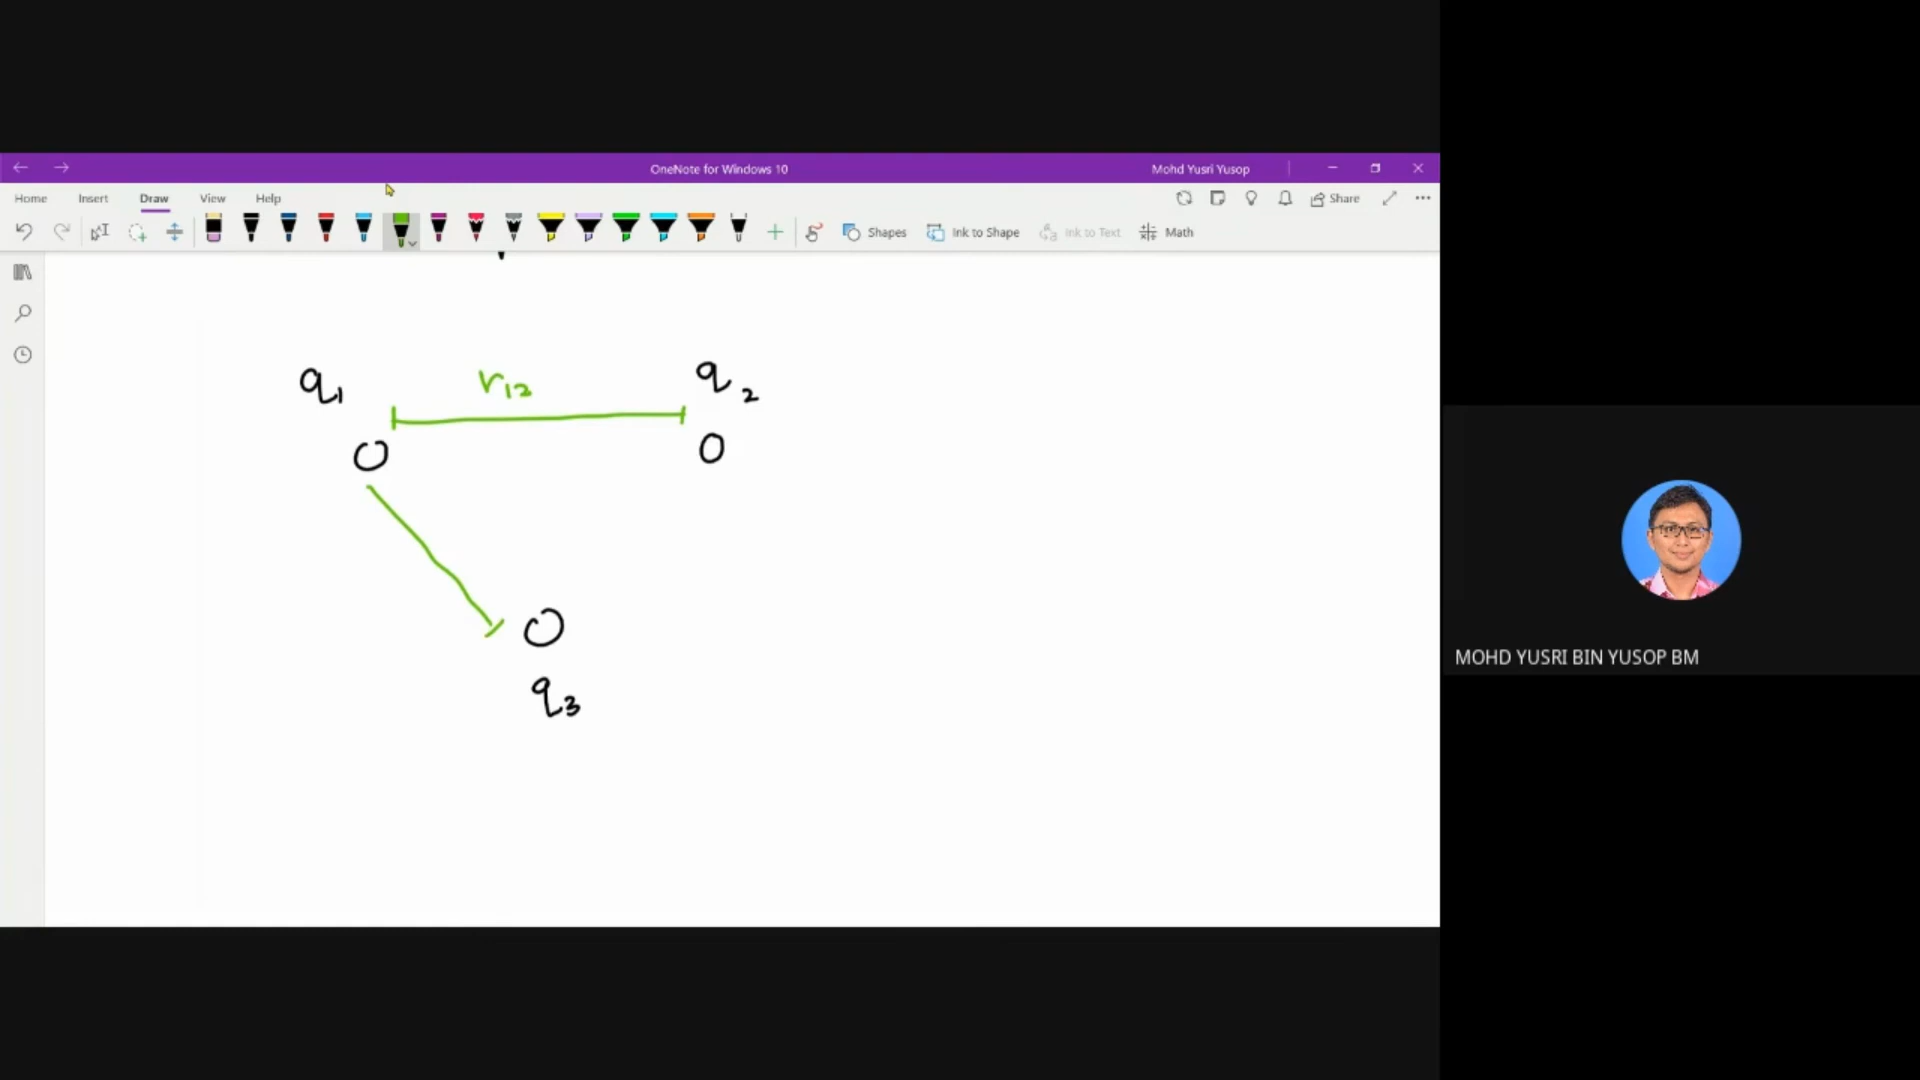 OneNote for Windows 10
Mohd Yusri Yusop
Home Insert Draw View Help
Share
Shapes Ink to Shape Ink to Text Math
q1 r12 q2
q3
MOHD YUSRI BIN YUSOP BM